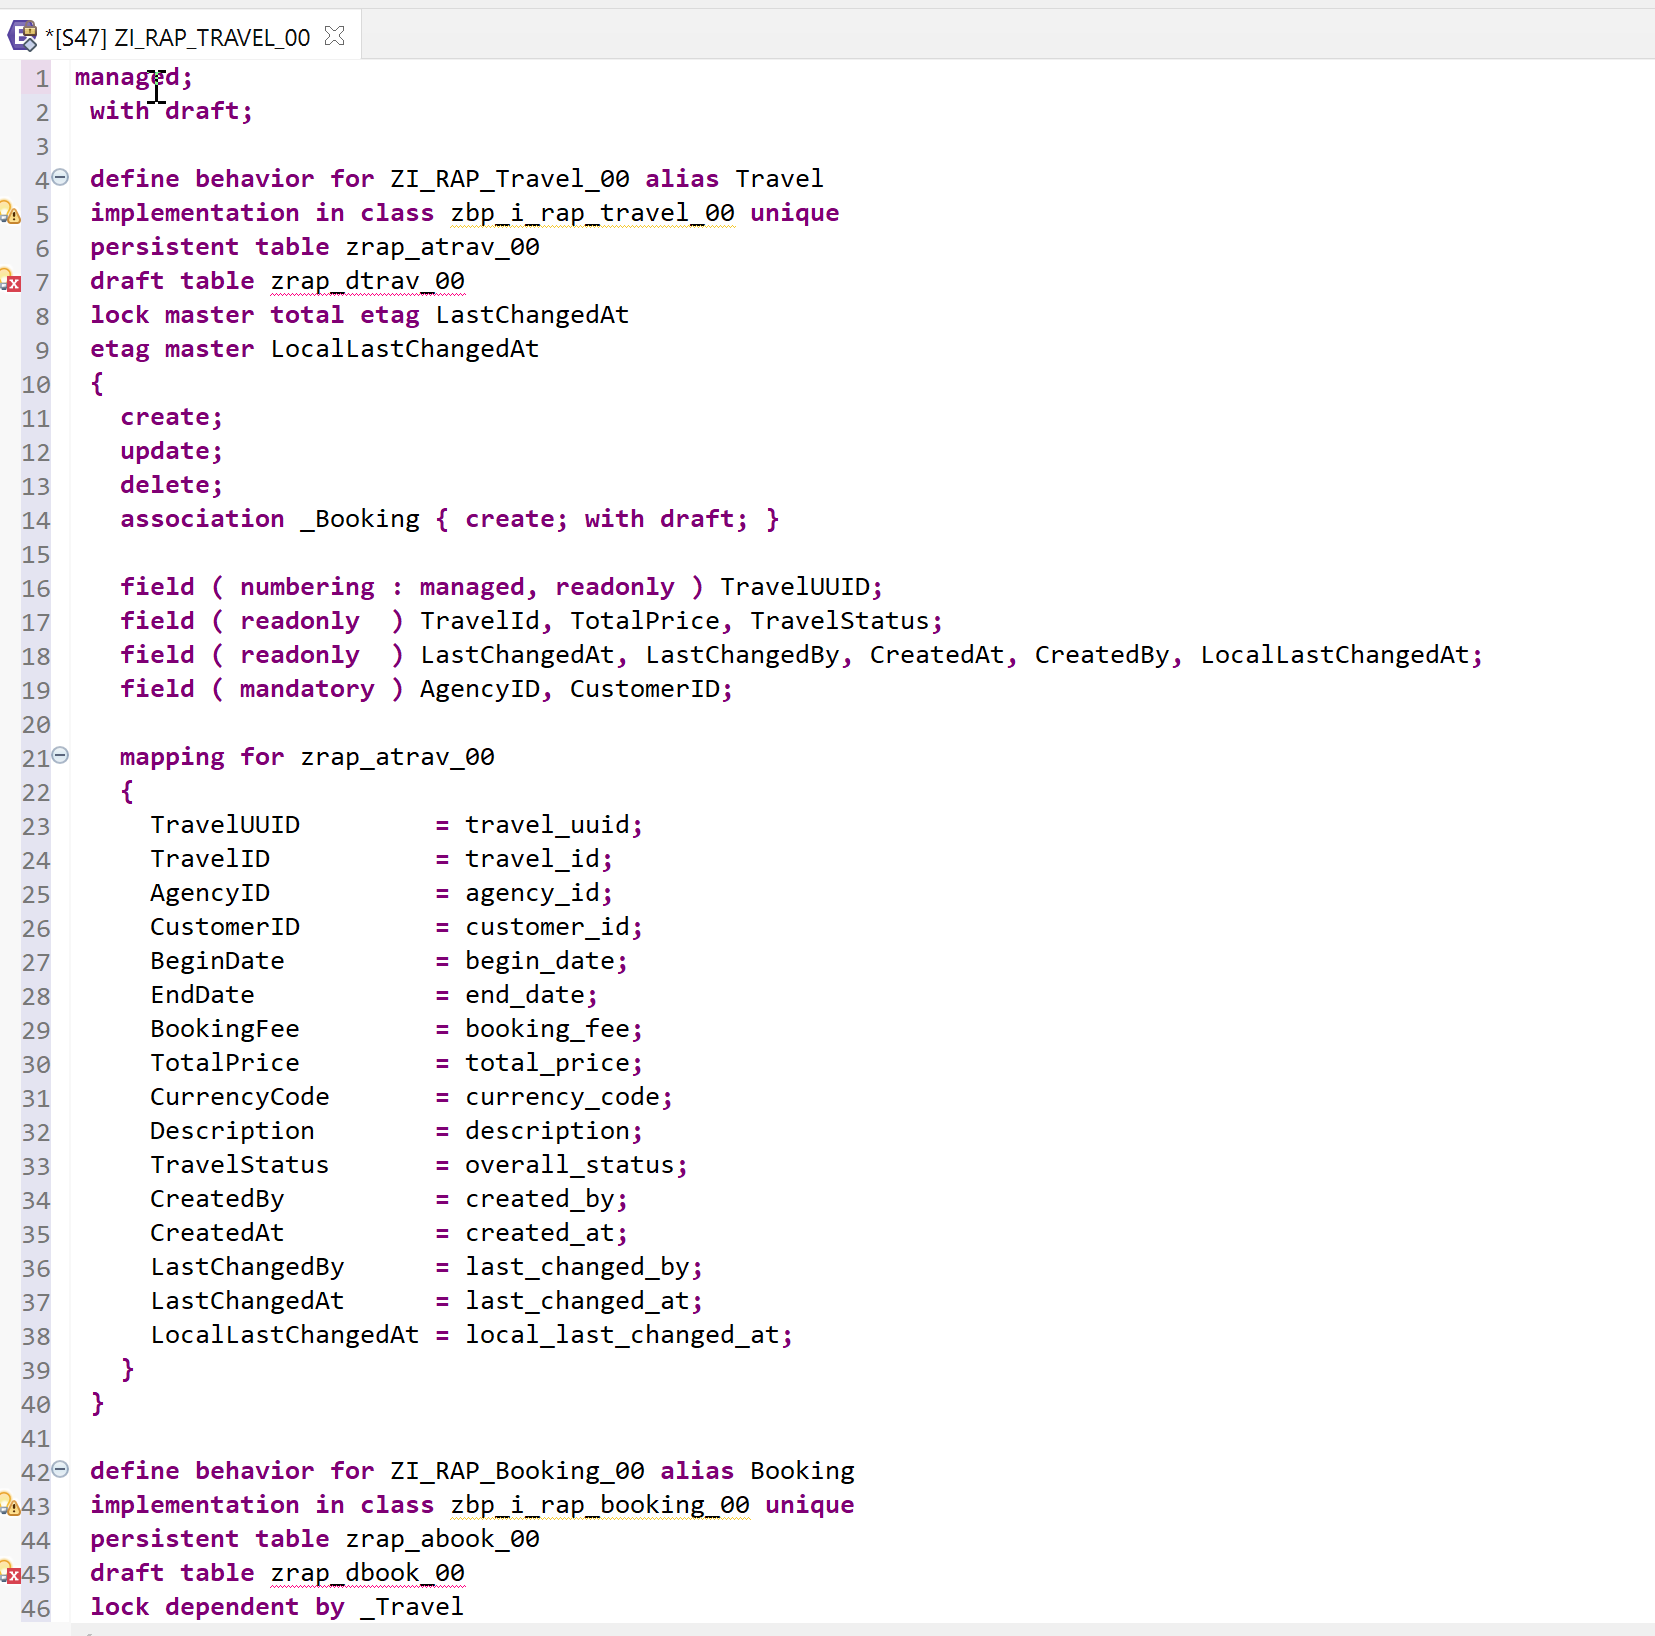 *[S47] ZI_RAP_TRAVEL_00
1 managed;
2 with draft;
3
4 define behavior for ZI_RAP_Travel_00 alias Travel
5 implementation in class zbp_i_rap_travel_00 unique
6 persistent table zrap_atrav_00
7 draft table zrap_dtrav_00
8 lock master total etag LastChangedAt
9 etag master LocalLastChangedAt
10 {
11 create;
12 update;
13 delete;
14 association _Booking { create; with draft; }
15
16 field ( numbering : managed, readonly ) TravelUUID;
17 field ( readonly  ) TravelId, TotalPrice, TravelStatus;
18 field ( readonly  ) LastChangedAt, LastChangedBy, CreatedAt, CreatedBy, LocalLastChangedAt;
19 field ( mandatory ) AgencyID, CustomerID;
20
21 mapping for zrap_atrav_00
22 {
23 TravelUUID = travel_uuid;
24 TravelID = travel_id;
25 AgencyID = agency_id;
26 CustomerID = customer_id;
27 BeginDate = begin_date;
28 EndDate = end_date;
29 BookingFee = booking_fee;
30 TotalPrice = total_price;
31 CurrencyCode = currency_code;
32 Description = description;
33 TravelStatus = overall_status;
34 CreatedBy = created_by;
35 CreatedAt = created_at;
36 LastChangedBy = last_changed_by;
37 LastChangedAt = last_changed_at;
38 LocalLastChangedAt = local_last_changed_at;
39 }
40 }
41
42 define behavior for ZI_RAP_Booking_00 alias Booking
43 implementation in class zbp_i_rap_booking_00 unique
44 persistent table zrap_abook_00
45 draft table zrap_dbook_00
46 lock dependent by _Travel